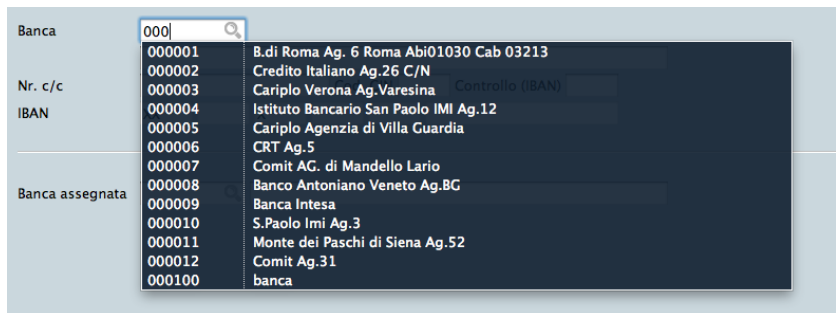 Banca 000
000001 B.di Roma Ag. 6 Roma Abi01030 Cab 03213
000002 Credito Italiano Ag.26 C/N
Nr. c/c
000003 Cariplo Verona Ag.Varesina Controllo (IBAN)
IBAN
000004 Istituto Bancario San Paolo IMI Ag.12
000005 Cariplo Agenzia di Villa Guardia
000006 CRT Ag.5
000007 Comit AG. di Mandello Lario
Banca assegnata
000008 Banco Antoniano Veneto Ag.BG
000009 Banca Intesa
000010 S.Paolo Imi Ag.3
000011 Monte dei Paschi di Siena Ag.52
000012 Comit Ag.31
000100 banca